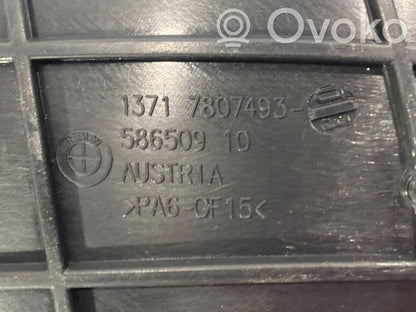 Ovoko
1371 7807493-
586509 10
AUSTRIA
>PA6-CF15<